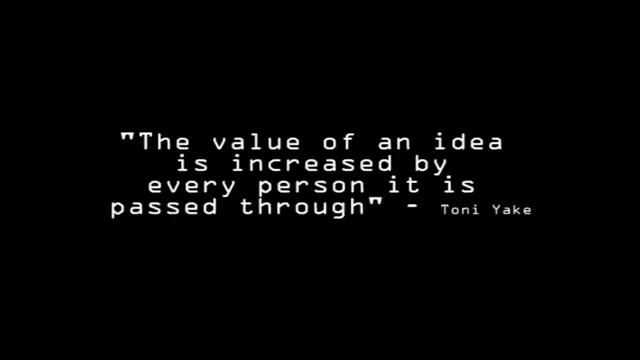 "The value of an idea
is increased by
every person it is
passed through" - Toni Yake